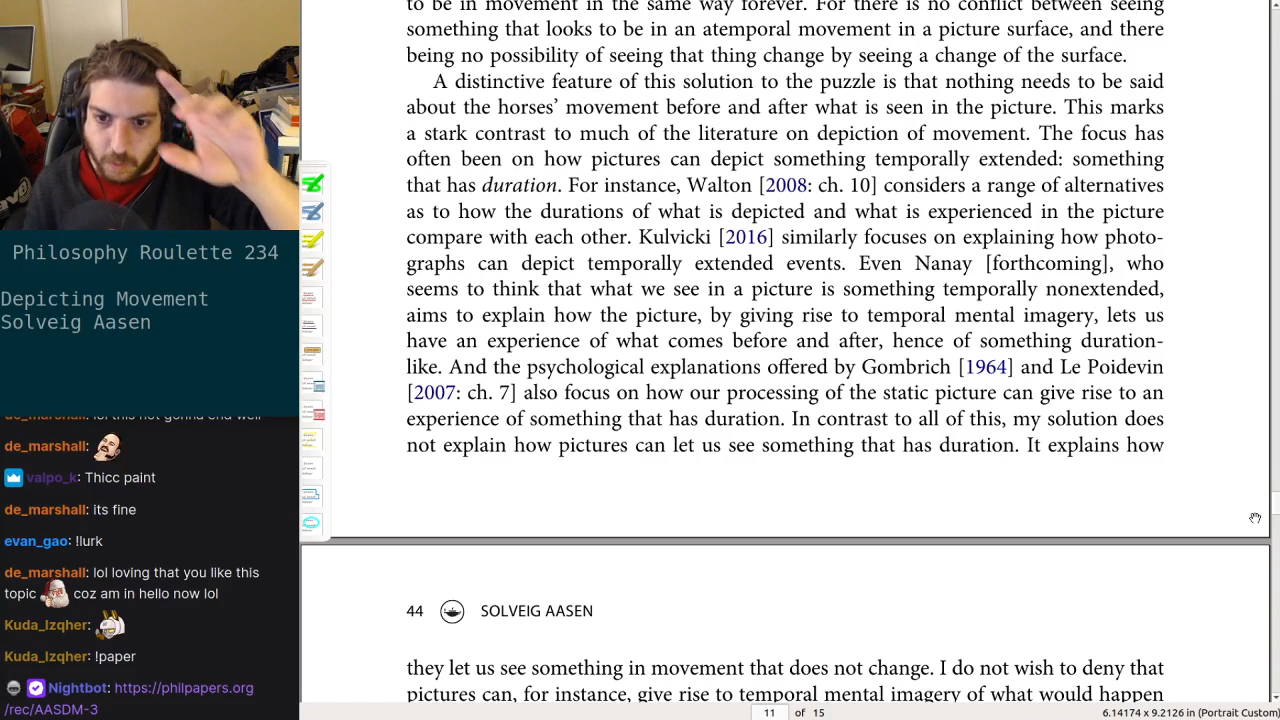 to be in movement in the same way forever. For there is no conflict between seeing
something that looks to be in an atemporal movement in a picture surface, and there
being no possibility of seeing that thing change by seeing a change of the surface.
A distinctive feature of this solution to the puzzle is that nothing needs to be said
about the horses' movement before and after what is seen in the picture. This marks
a stark contrast to much of the literature on depiction of movement. The focus has
often been on how pictures can depict something temporally extended: something
that has duration. For instance, Walton [2008: ch. 10] considers a range of alternatives
as to how the durations of what is depicted and what is experienced in the picture
compare with each other. Kulvicki [2016] similarly focuses on explaining how photo-
graphs can depict temporally extended events. Even Nanay [forthcoming], who
seems to think that what we see in a picture is something temporally nonextended,
aims to explain how the picture, by giving rise to temporal mental imagery, lets us
have an experience of what comes before and after, hence of something duration-
like. And the psychological explanations offered by Gombrich [1964] and Le Poidevin
[2007: ch. 7] are focused on how our processing of a static picture can give rise to an
experience of something that has duration. In contrast to all of these, my solution does
not explain how pictures can let us see something that has duration. It explains how
44 SOLVEIG AASEN
they let us see something in movement that does not change. I do not wish to deny that
pictures can, for instance, give rise to temporal mental imagery of what would happen
11 of 15
6.14174 x 9.2126 in (Portrait Custom)
Philosophy Roulette 234
Depicting Movement
Solveig Aasen
de_marshall: lol this not gonna end well
de_marshall:
valpo_k: Thicc paint
de_marshall: its fine
evan_gao: !lurk
de_marshall: lol loving that you like this
topic coz am in hello now lol
Kuda_Izqher:
Kuda_Izqher: !paper
Nightbot: https://philpapers.org
/rec/AASDM-3